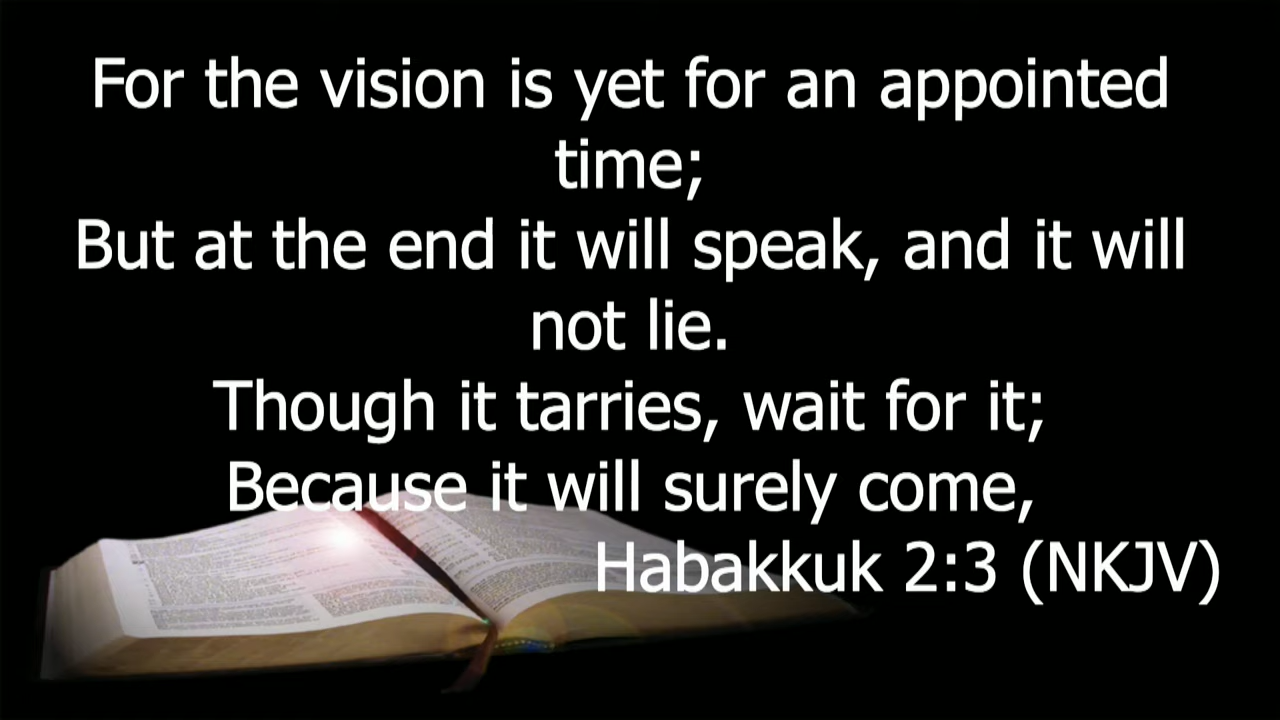 For the vision is yet for an appointed
time;
But at the end it will speak, and it will
not lie.
Though it tarries, wait for it;
Because it will surely come,
Habakkuk 2:3 (NKJV)